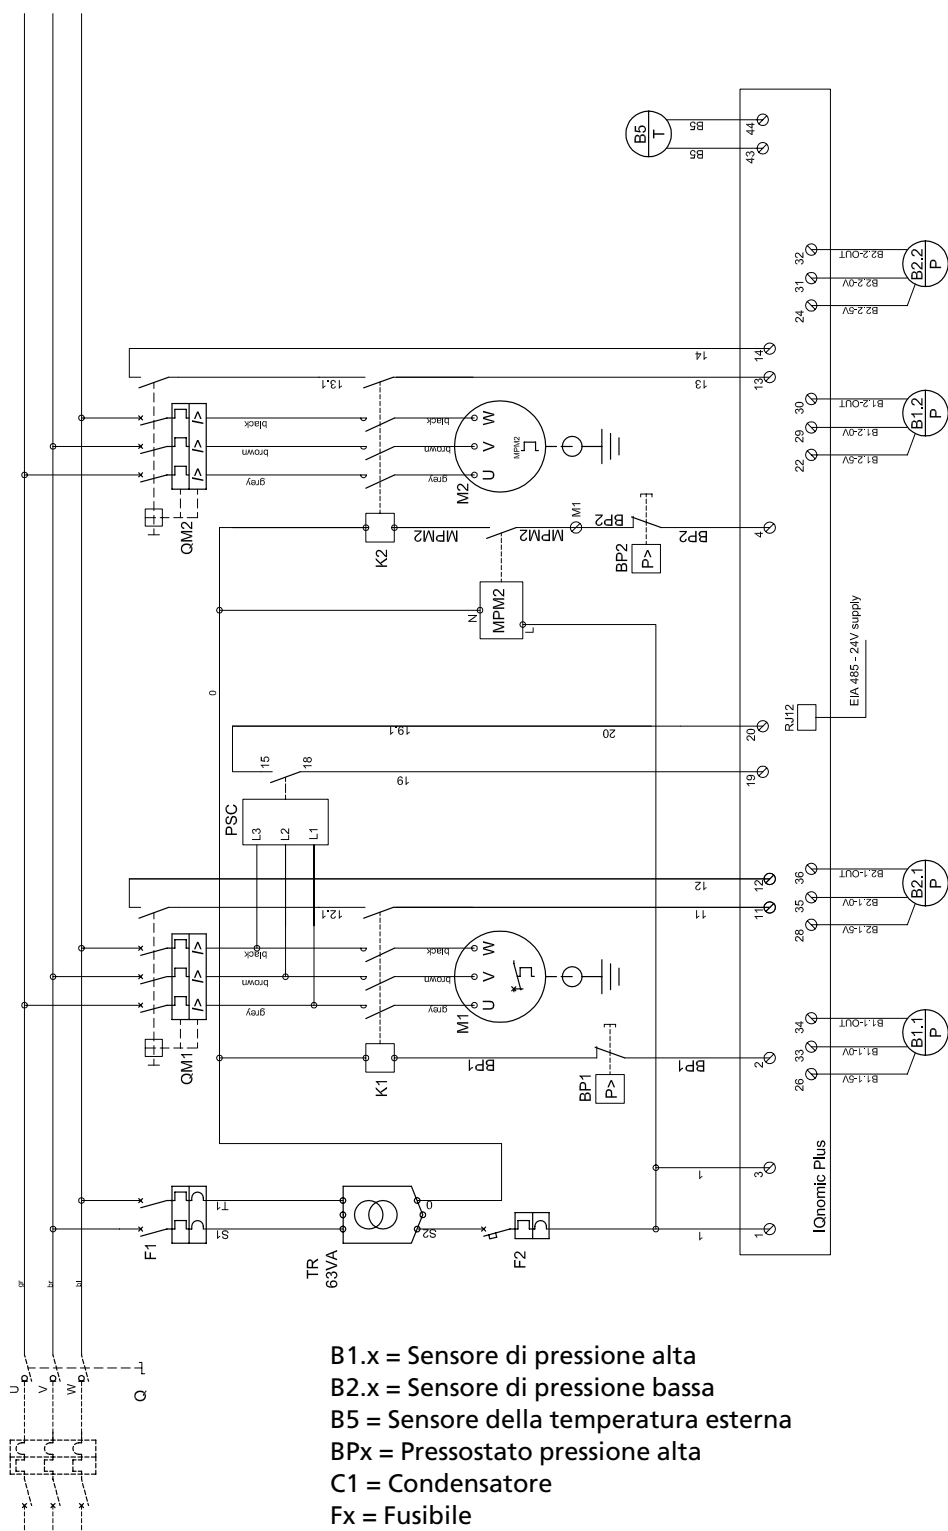 B5
T
B5
B5
44
43
32
31
24
B2.2-OUT
B2.2-0V
B2.2-5V
B2.2
P
14
13
14
13
13.1
30
29
22
B1.2-OUT
B1.2-0V
B1.2-5V
B1.2
P
I>
I>
I>
QM2
black
brown
grey
black
brown
grey
W
V
U
M2
MPM2
K2
MPM2
MPM2
M1
BP2
BP2
BP2
P>
4
N
MPM2
L
0
EIA 485 - 24V supply
RJ12
20
19
19.1
20
19
15
18
PSC
L3
L2
L1
12
11
12
11
12.1
36
35
28
B2.1-OUT
B2.1-0V
B2.1-5V
B2.1
P
I>
I>
I>
QM1
black
brown
grey
black
brown
grey
W
V
U
M1
K1
BP1
BP1
BP1
P>
2
34
33
26
B1.1-OUT
B1.1-0V
B1.1-5V
B1.1
P
IQnomic Plus
3
1
1
1
F1
T1
S1
TR
63VA
0
S2
F2
gr
br
bl
U
V
W
Q
B1.x = Sensore di pressione alta
B2.x = Sensore di pressione bassa
B5 = Sensore della temperatura esterna
BPx = Pressostato pressione alta
C1 = Condensatore
Fx = Fusibile